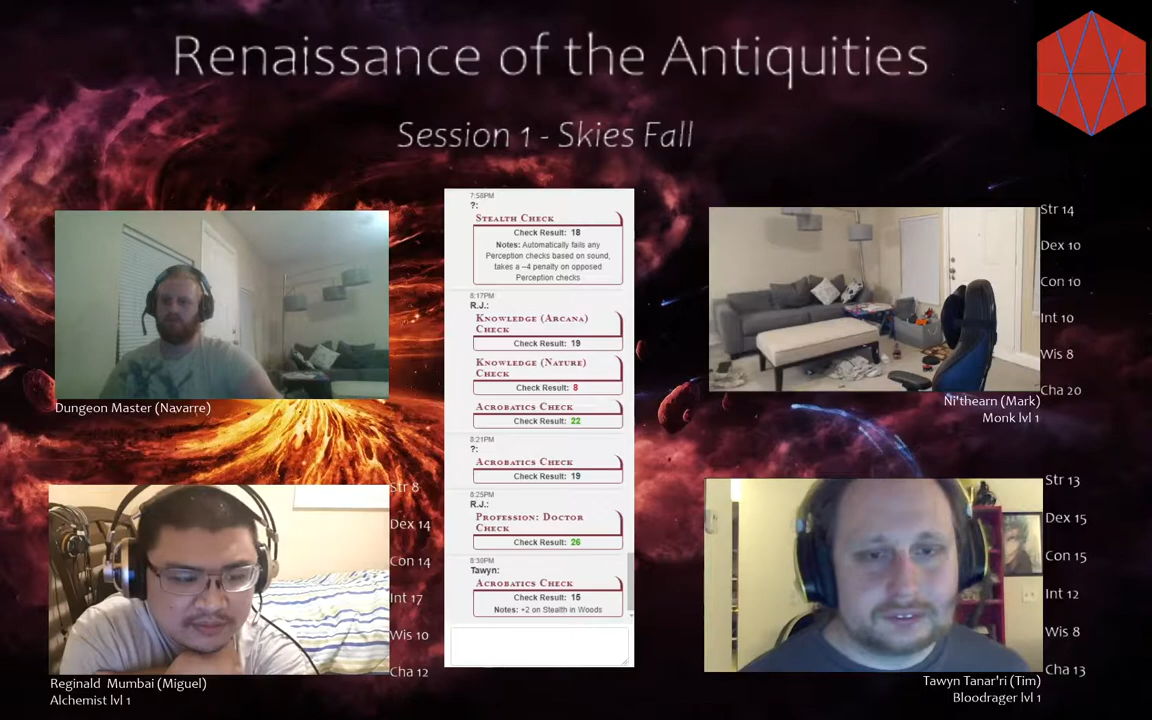 Renaissance of the Antiquities
Session 1 - Skies Fall
7:58PM
?:
Stealth Check
Check Result: 18
Notes: Automatically fails any
Perception checks based on sound,
takes a –4 penalty on opposed
Perception checks
8:17PM
R.J.:
Knowledge (Arcana)
Check
Check Result: 19
Knowledge (Nature)
Check
Check Result: 8
Acrobatics Check
Check Result: 22
8:21PM
?:
Acrobatics Check
Check Result: 19
8:25PM
R.J.:
Profession: Doctor
Check
Check Result: 26
8:30PM
Tawyn:
Acrobatics Check
Check Result: 15
Notes: +2 on Stealth in Woods
Dungeon Master (Navarre)
Str 14
Dex 10
Con 10
Int 10
Wis 8
Cha 20
Ni'thearn (Mark)
Monk lvl 1
Str 8
Dex 14
Con 14
Int 17
Wis 10
Cha 12
Reginald Mumbai (Miguel)
Alchemist lvl 1
Str 13
Dex 15
Con 15
Int 12
Wis 8
Cha 13
Tawyn Tanar'ri (Tim)
Bloodrager lvl 1